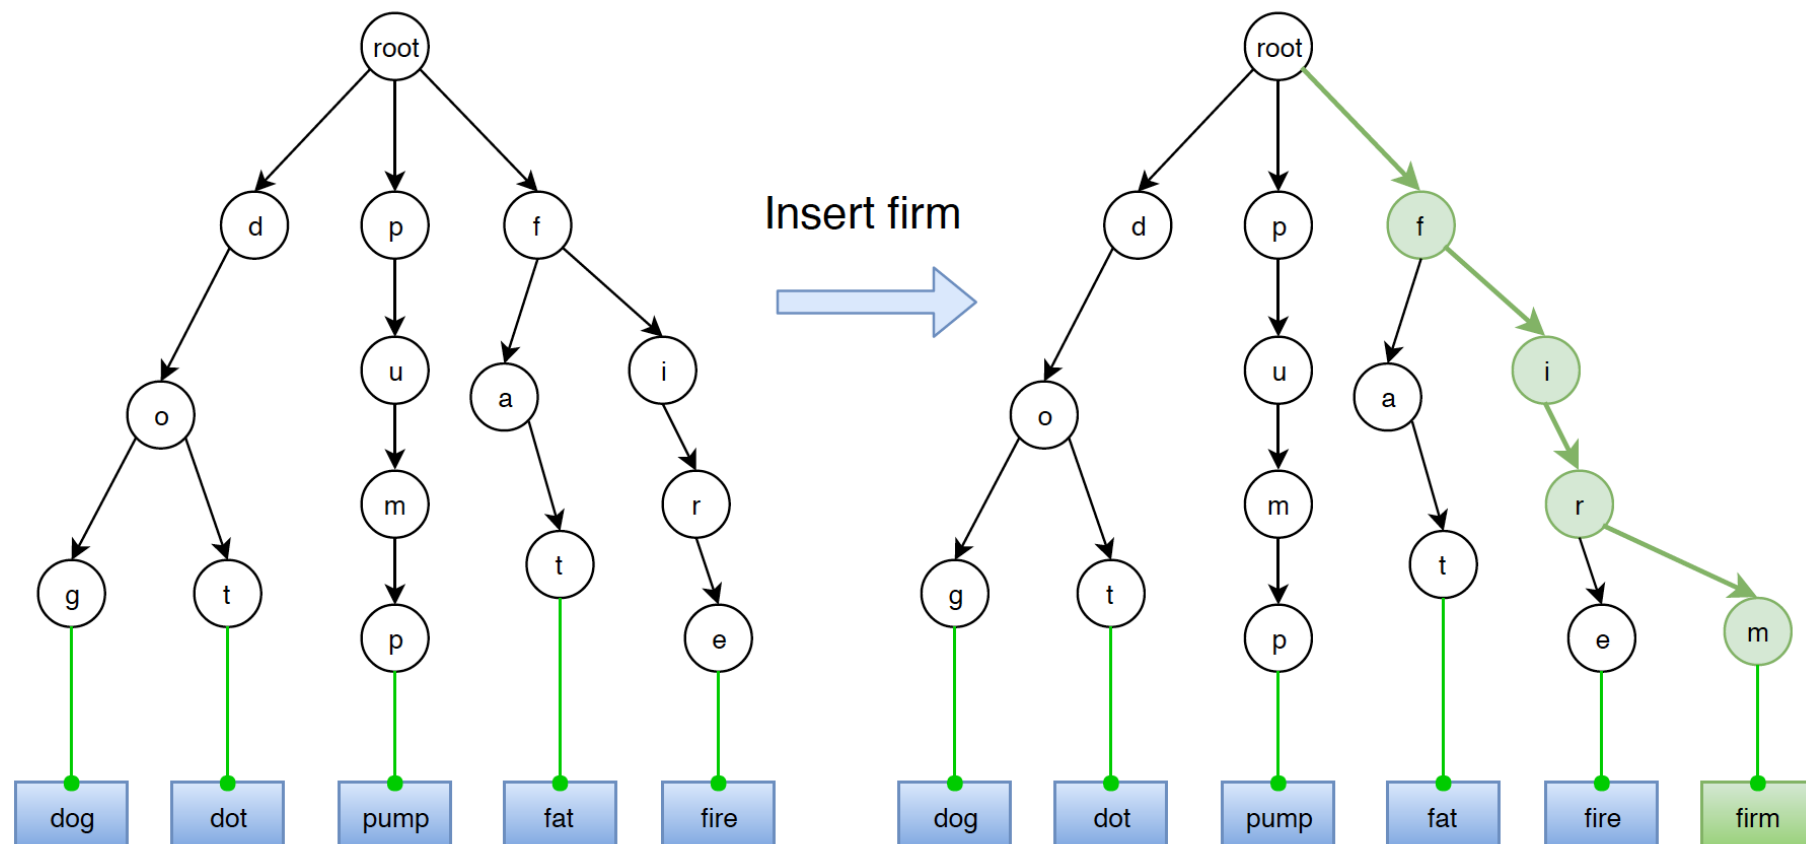 root
d
p
f
o
u
a
i
g
t
m
t
r
p
e
dog
dot
pump
fat
fire
Insert firm
root
d
p
f
o
u
a
i
g
t
m
t
r
p
e
m
dog
dot
pump
fat
fire
firm